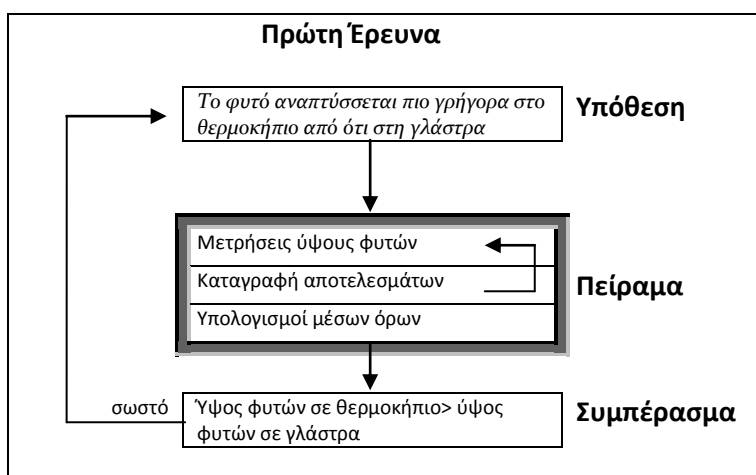 Πρώτη Έρευνα
Το φυτό αναπτύσσεται πιο γρήγορα στο
θερμοκήπιο από ότι στη γλάστρα
Υπόθεση
Μετρήσεις ύψους φυτών
Καταγραφή αποτελεσμάτων
Υπολογισμοί μέσων όρων
Πείραμα
σωστό
Ύψος φυτών σε θερμοκήπιο> ύψος
φυτών σε γλάστρα
Συμπέρασμα